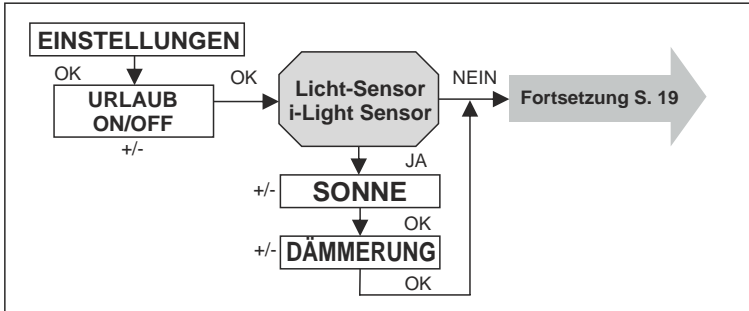 EINSTELLUNGEN
OK
URLAUB
ON/OFF
+/-
OK
Licht-Sensor
i-Light Sensor
NEIN
Fortsetzung S. 19
JA
+/-
SONNE
OK
+/-
DÄMMERUNG
OK